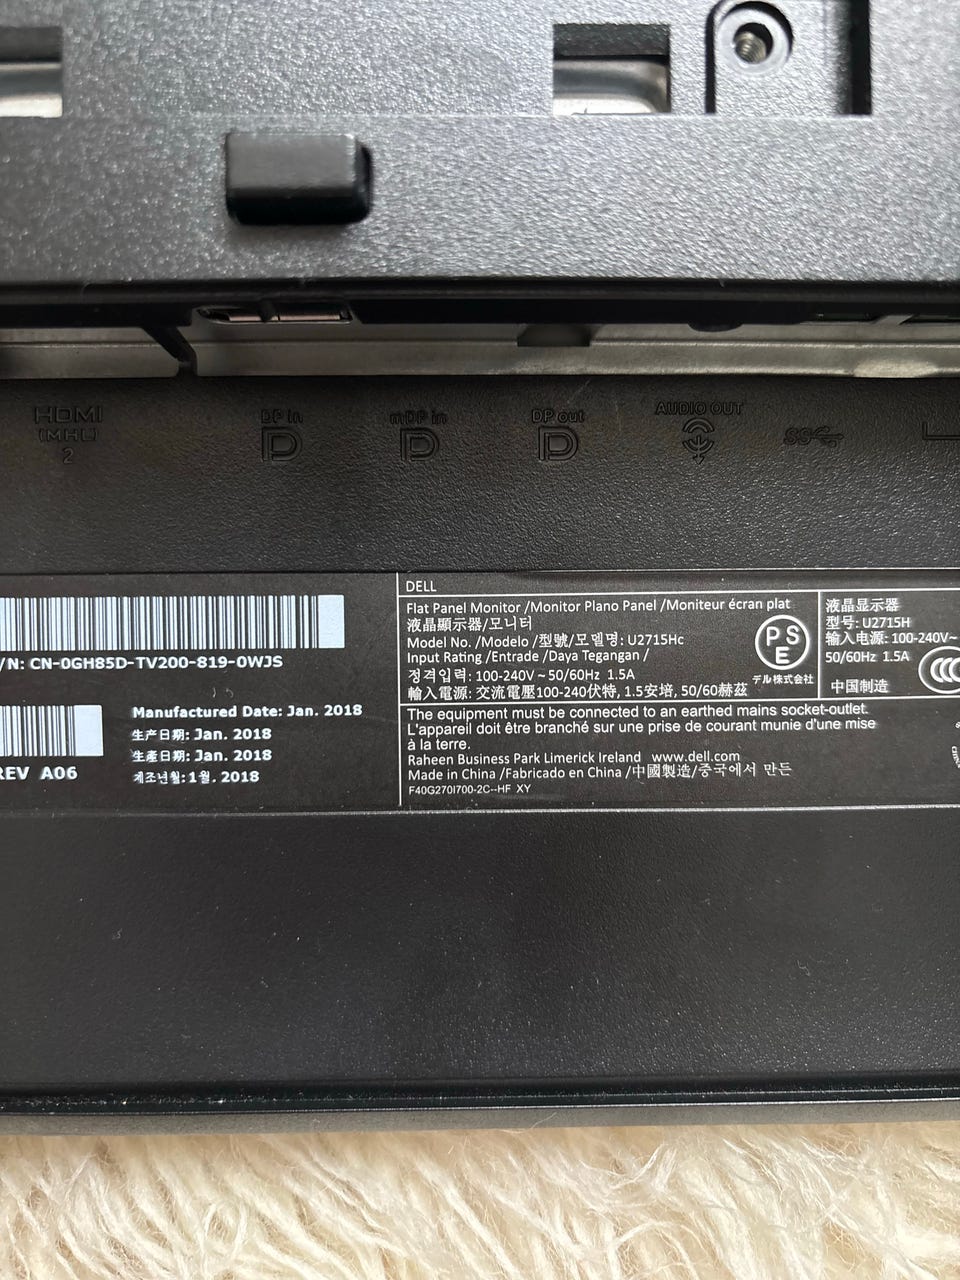 HDMI
(MHL)
2
DP in
mDP in
DP out
AUDIO OUT
/N: CN-0GH85D-TV200-819-0WJS
Manufactured Date: Jan. 2018
生产日期: Jan. 2018
生產日期: Jan. 2018
제조년월:1월. 2018
REV A06
DELL
Flat Panel Monitor /Monitor Plano Panel /Moniteur écran plat
液晶顯示器/모니터
Model No. /Modelo /型號/모델명: U2715Hc
Input Rating /Entrade /Daya Tegangan /
정격입력: 100-240V ~ 50/60Hz 1.5A
輸入電源: 交流電壓100-240伏特, 1.5安培, 50/60赫茲
PS
E
デル株式会社
液晶显示器
型号: U2715H
输入电源: 100-240V~
50/60Hz 1.5A
中国制造
The equipment must be connected to an earthed mains socket-outlet.
L'appareil doit être branché sur une prise de courant munie d'une mise
à la terre.
Raheen Business Park Limerick Ireland www.dell.com
Made in China /Fabricado en China /中國製造/중국에서 만든
F40G270I700-2C--HF XY